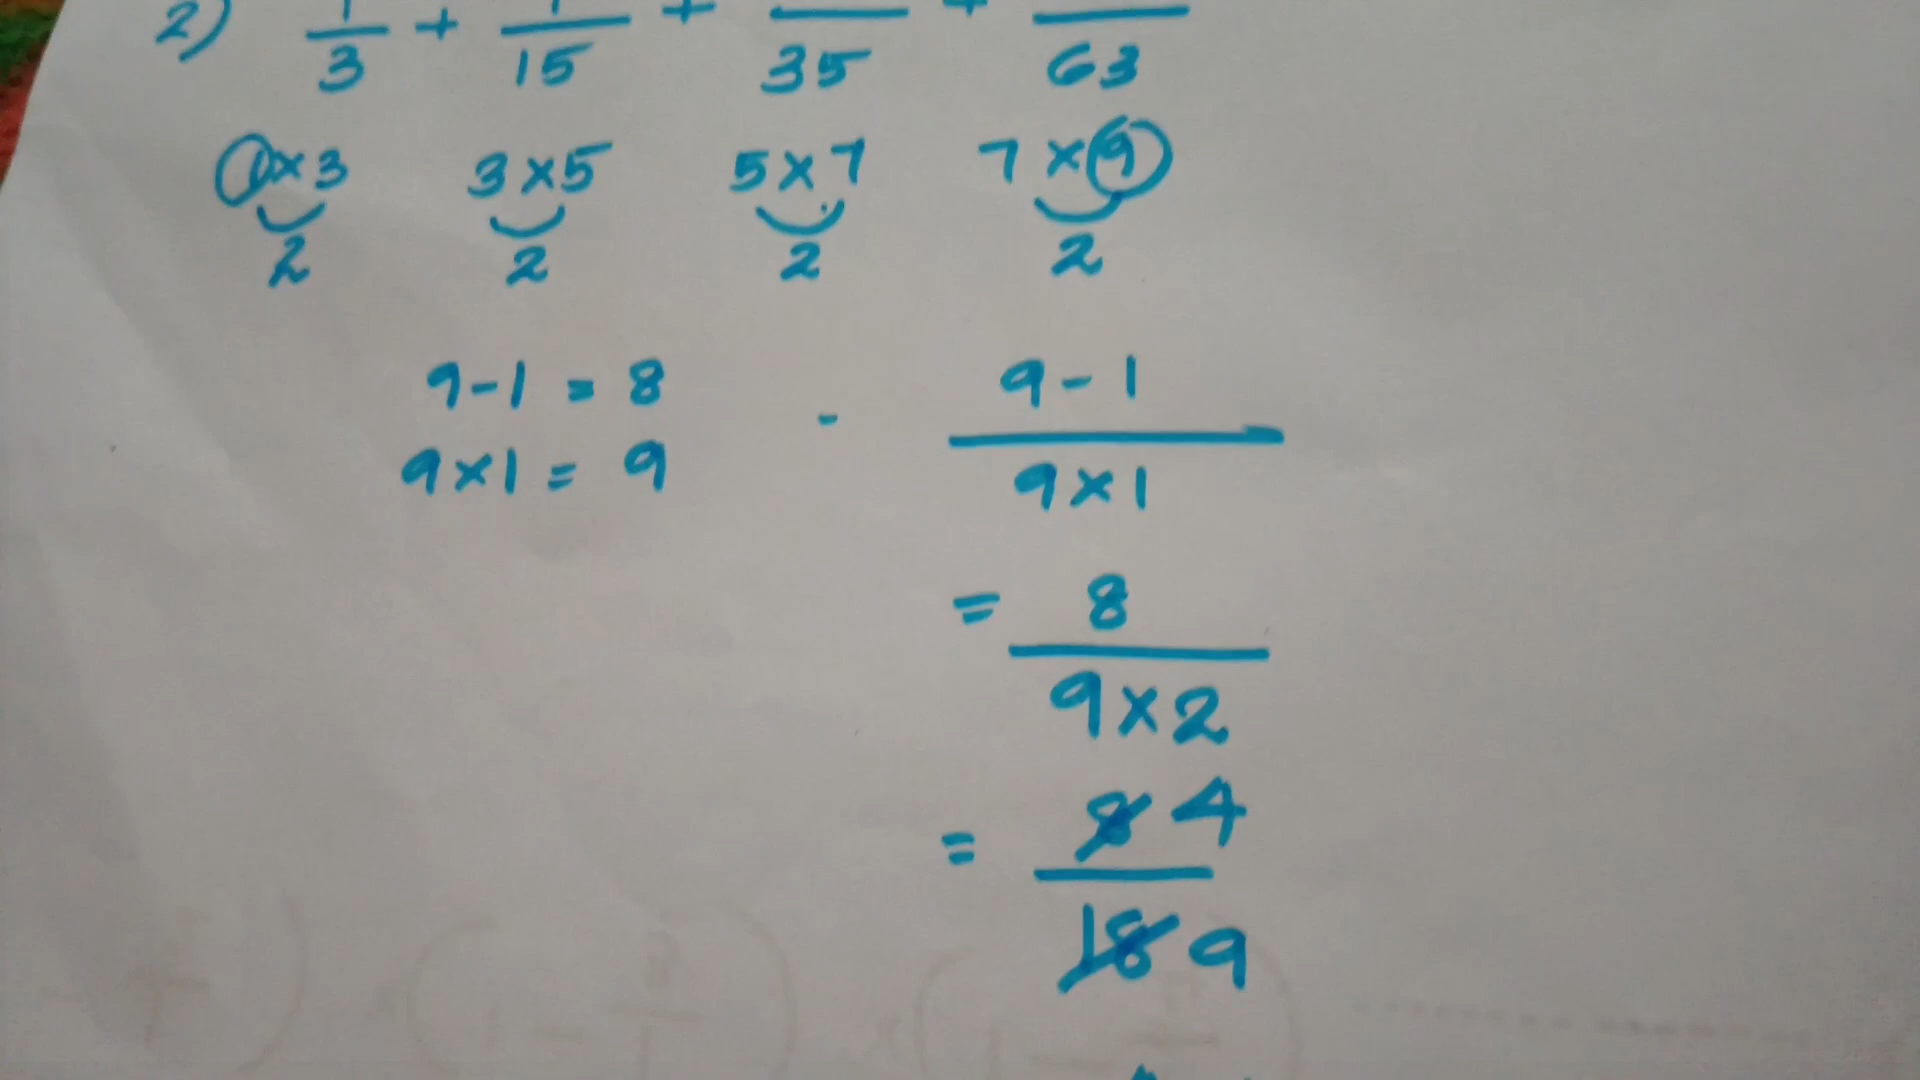 2) 1/3 + 1/15 + /35 + /63
1×3 3×5 5×7 7×9
2 2 2 2
9-1 = 8
9×1 = 9
9-1
9×1
= 8
9×2
= 8 4
18 9